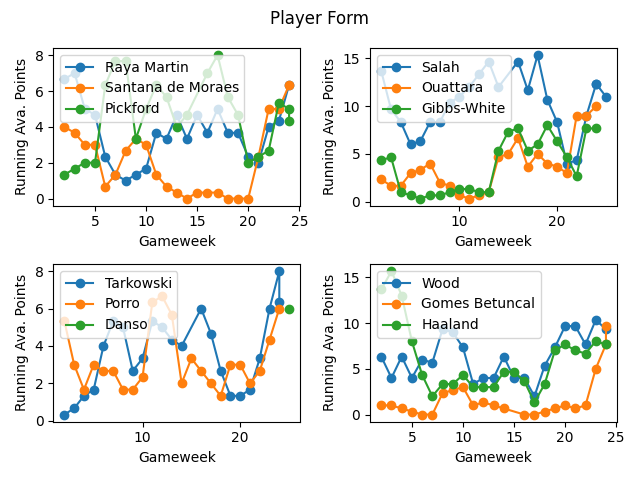 Player Form
8
6
4
2
0
Running Ava. Points
Raya Martin
Santana de Moraes
Pickford
5
10
15
20
25
Gameweek
15
10
5
0
Running Ava. Points
Salah
Ouattara
Gibbs-White
10
20
Gameweek
8
6
4
2
0
Running Ava. Points
Tarkowski
Porro
Danso
10
20
Gameweek
15
10
5
0
Running Ava. Points
Wood
Gomes Betuncal
Haaland
5
10
15
20
25
Gameweek